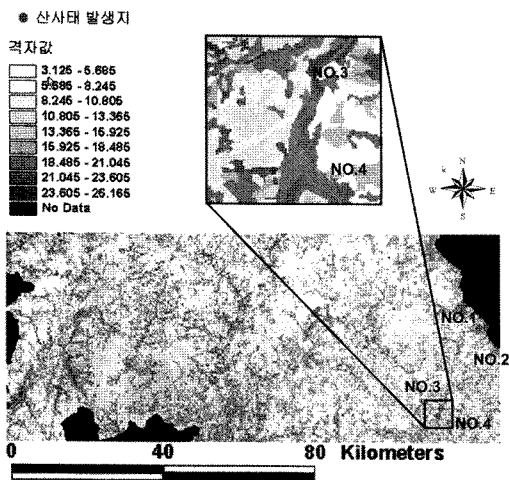 산사태 발생지
격자값
3.125 - 5.685
5.685 - 8.245
8.245 - 10.805
10.805 - 13.365
13.365 - 15.925
15.925 - 18.485
18.485 - 21.045
21.045 - 23.605
23.605 - 26.165
No Data
NO.3
NO.4
N
W
E
S
NO.1
NO.2
NO.3
NO.4
0 40 80 Kilometers